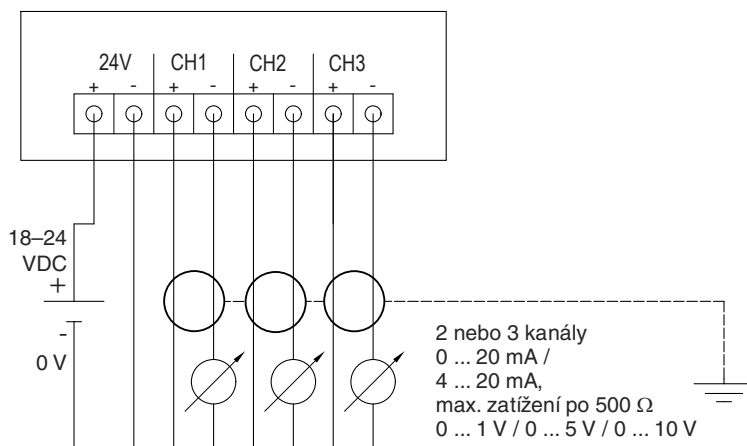 24V CH1 CH2 CH3
+ - + - + - + -
18–24
VDC
+
-
0 V
2 nebo 3 kanály
0 ... 20 mA /
4 ... 20 mA,
max. zatížení po 500 Ω
0 ... 1 V / 0 ... 5 V / 0 ... 10 V